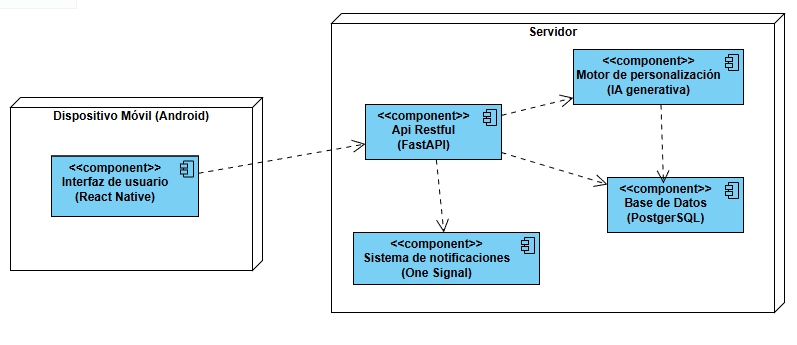 Servidor
<<component>>
Motor de personalización
(IA generativa)
Dispositivo Móvil (Android)
<<component>>
Api Restful
(FastAPI)
<<component>>
Interfaz de usuario
(React Native)
<<component>>
Base de Datos
(PostgerSQL)
<<component>>
Sistema de notificaciones
(One Signal)